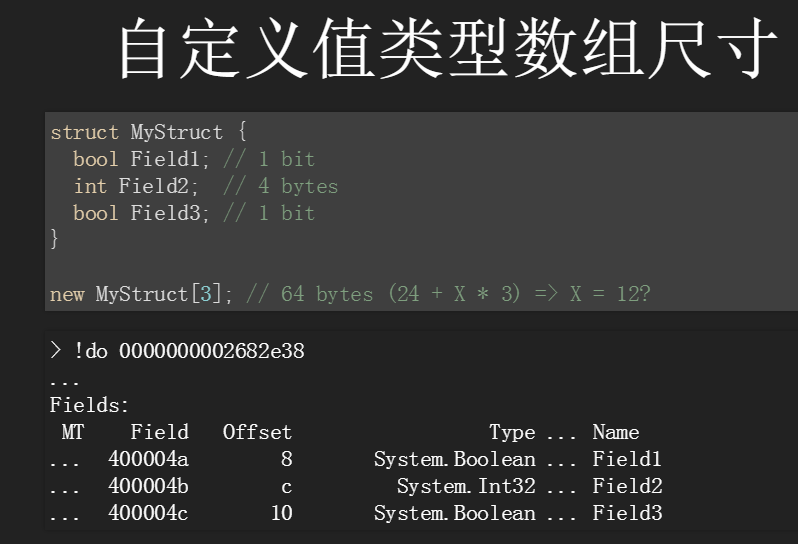 自定义值类型数组尺寸
struct MyStruct {
  bool Field1; // 1 bit
  int Field2;  // 4 bytes
  bool Field3; // 1 bit
}
new MyStruct[3]; // 64 bytes (24 + X * 3) => X = 12?
> !do 0000000002682e38
...
Fields:
 MT    Field   Offset                 Type ... Name
...  400004a        8       System.Boolean ... Field1
...  400004b        c         System.Int32 ... Field2
...  400004c       10       System.Boolean ... Field3